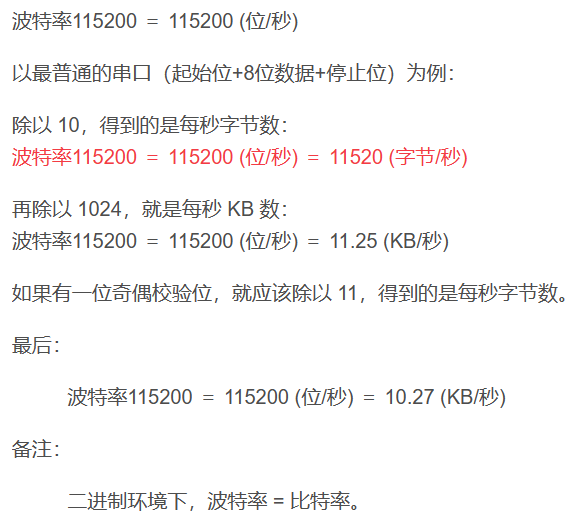 波特率115200 = 115200 (位/秒)
以最普通的串口（起始位+8位数据+停止位）为例：
除以 10，得到的是每秒字节数：
波特率115200 = 115200 (位/秒) = 11520 (字节/秒)
再除以 1024，就是每秒 KB 数：
波特率115200 = 115200 (位/秒) = 11.25 (KB/秒)
如果有一位奇偶校验位，就应该除以 11，得到的是每秒字节数。
最后：
波特率115200 = 115200 (位/秒) = 10.27 (KB/秒)
备注：
二进制环境下，波特率 = 比特率。